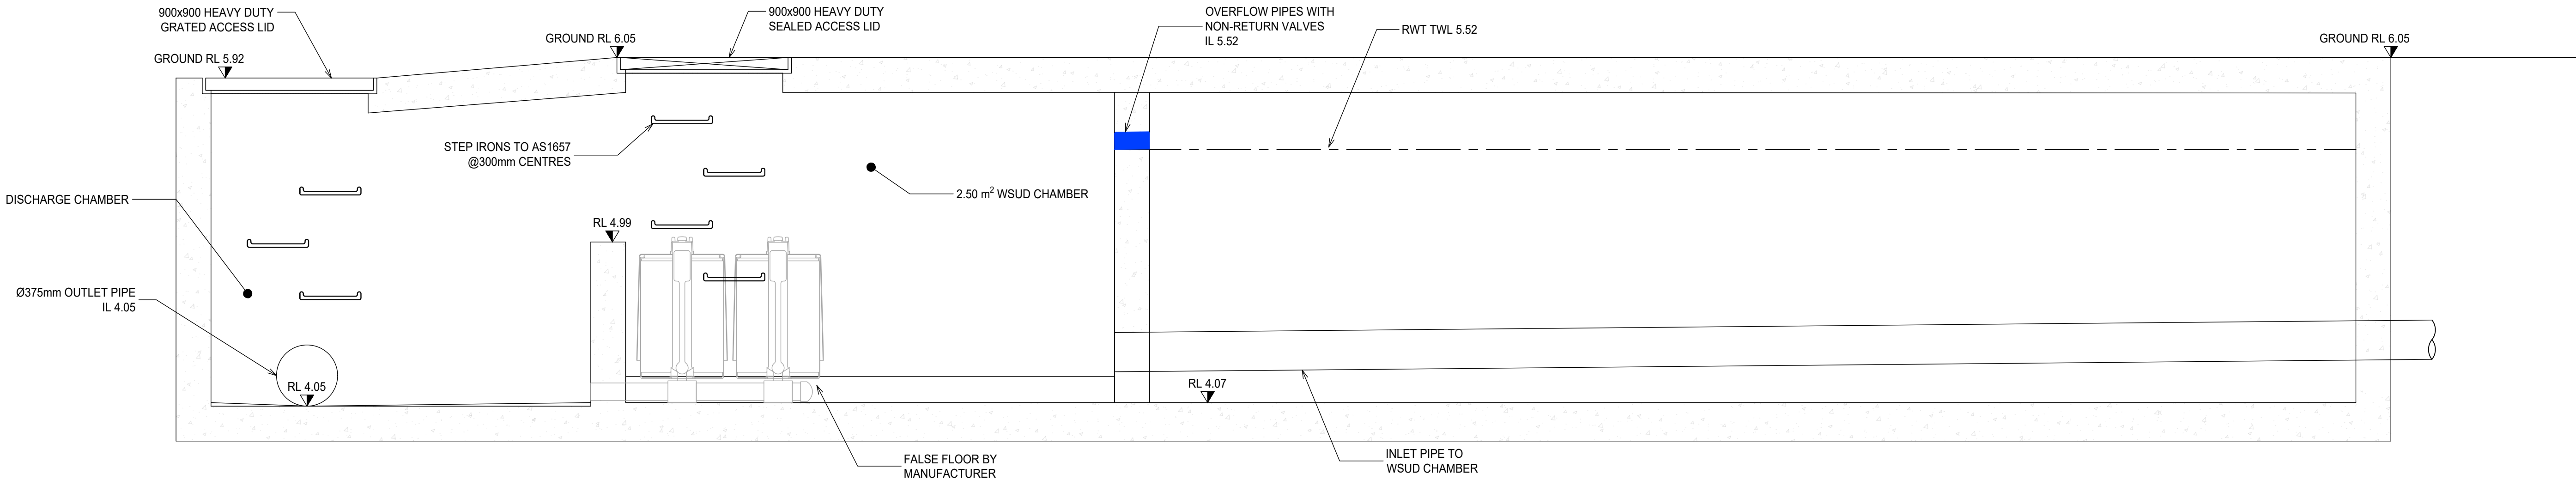 900x900 HEAVY DUTY
GRATED ACCESS LID
GROUND RL 5.92
GROUND RL 6.05
900x900 HEAVY DUTY
SEALED ACCESS LID
OVERFLOW PIPES WITH
NON-RETURN VALVES
IL 5.52
RWT TWL 5.52
GROUND RL 6.05
STEP IRONS TO AS1657
@300mm CENTRES
DISCHARGE CHAMBER
2.50 m² WSUD CHAMBER
RL 4.99
Ø375mm OUTLET PIPE
IL 4.05
RL 4.05
RL 4.07
FALSE FLOOR BY
MANUFACTURER
INLET PIPE TO
WSUD CHAMBER